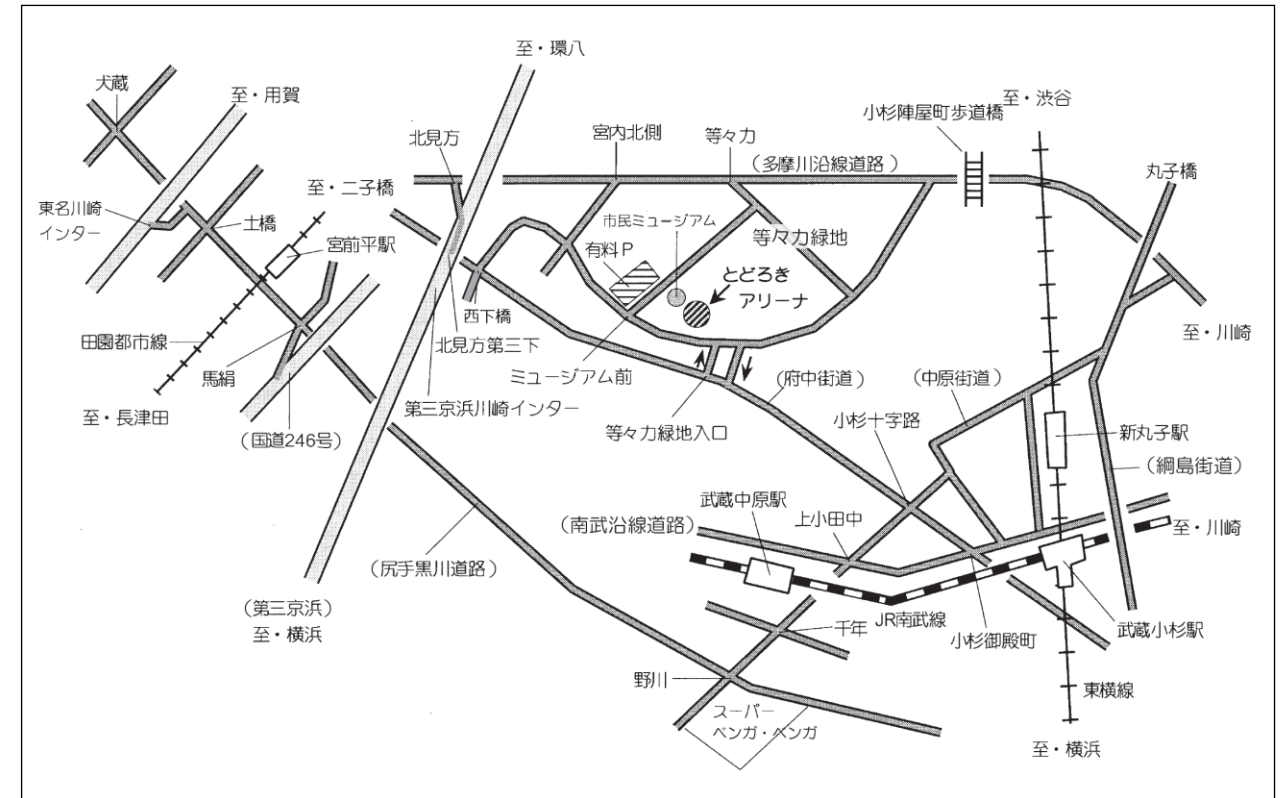 至・環八
犬蔵
至・用賀
小杉陣屋町歩道橋
至・渋谷
北見方
宮内北側
等々力
(多摩川沿線道路)
丸子橋
至・二子橋
東名川崎
インター
土橋
宮前平駅
市民ミュージアム
有料P
等々力緑地
とどろき
アリーナ
西下橋
至・川崎
田園都市線
北見方第三下
馬絹
ミュージアム前
(府中街道)
(中原街道)
至・長津田
第三京浜川崎インター
(国道246号)
等々力緑地入口
小杉十字路
新丸子駅
(綱島街道)
武蔵中原駅
(南武沿線道路)
上小田中
至・川崎
(尻手黒川道路)
(第三京浜)
至・横浜
JR南武線
千年
小杉御殿町
武蔵小杉駅
野川
東横線
スーパー
ベンガ・ベンガ
至・横浜